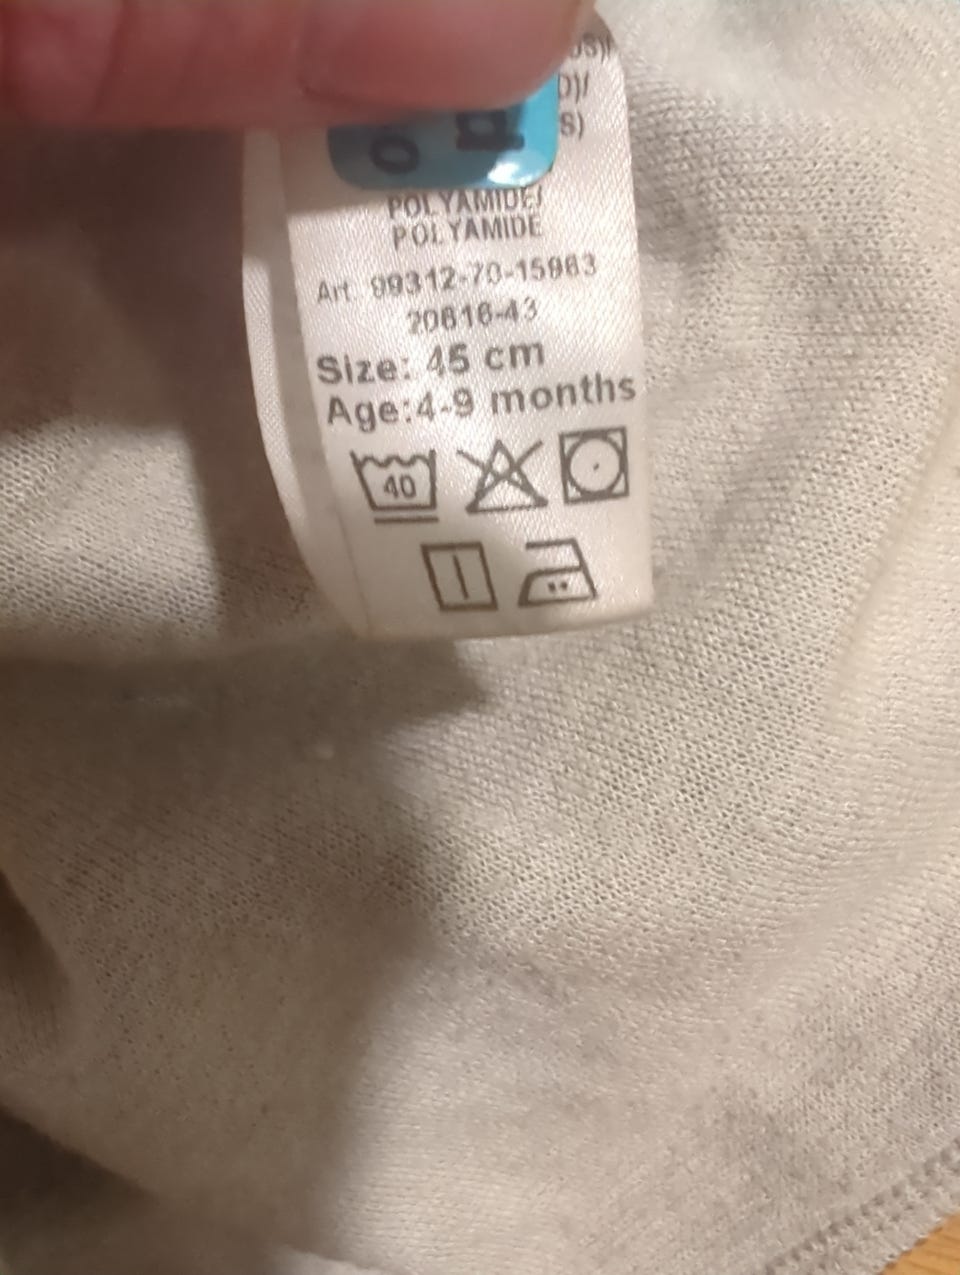 POLYAMIDE/
POLYAMIDE
Art. 99312-70-15963
20616-43
Size: 45 cm
Age:4-9 months
40